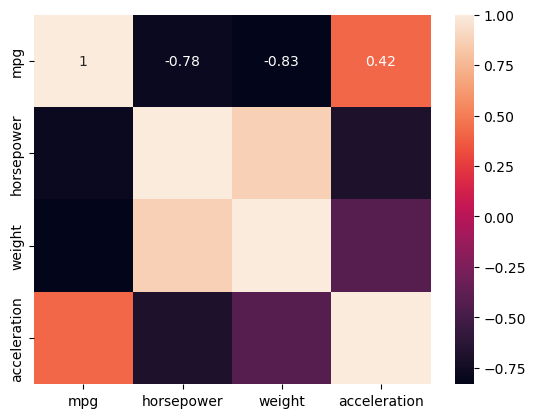 mpg
horsepower
weight
acceleration
1 -0.78 -0.83 0.42
mpg horsepower weight acceleration
1.00
0.75
0.50
0.25
0.00
−0.25
−0.50
−0.75